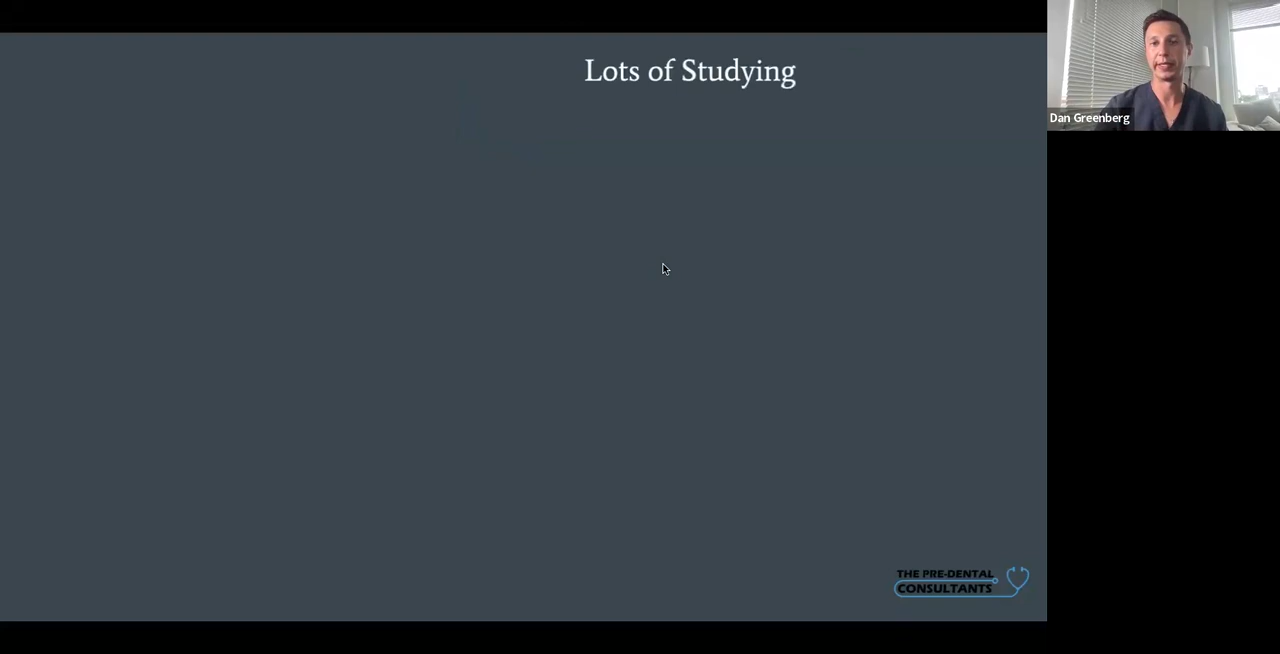 Lots of Studying
Dan Greenberg
THE PRE-DENTAL
CONSULTANTS